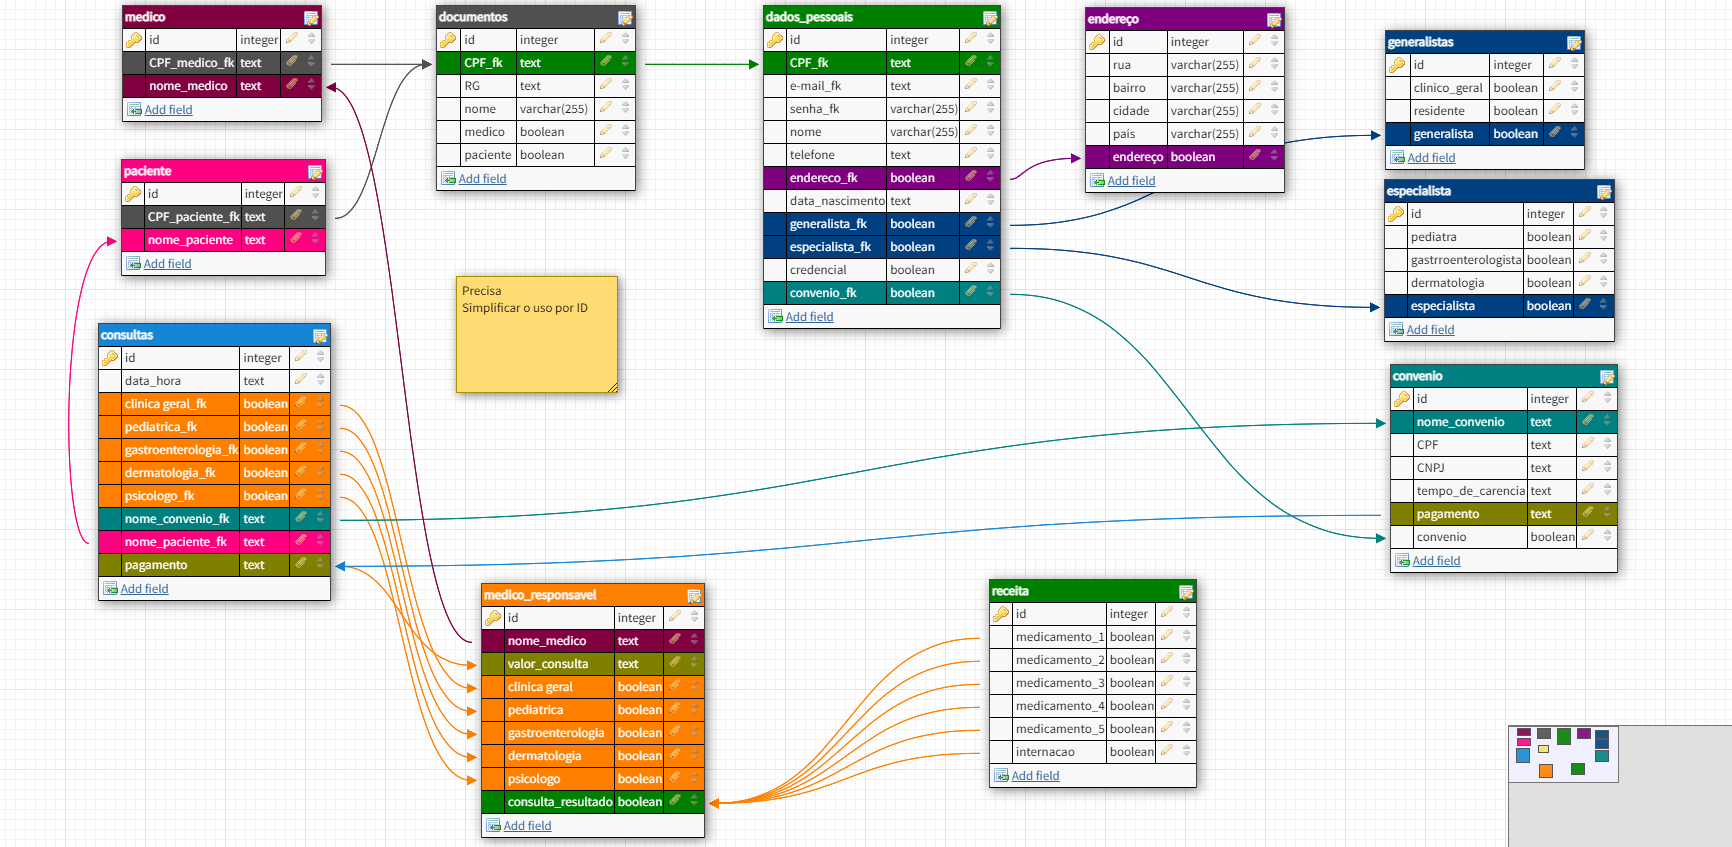 medico
id integer
CPF_medico_fk text
nome_medico text
Add field
documentos
id integer
CPF_fk text
RG text
nome varchar(255)
medico boolean
paciente boolean
Add field
dados_pessoais
id integer
CPF_fk text
e-mail_fk text
senha_fk varchar(255)
nome varchar(255)
telefone text
endereco_fk boolean
data_nascimento text
generalista_fk boolean
especialista_fk boolean
credencial boolean
convenio_fk boolean
Add field
endereço
id integer
rua varchar(255)
bairro varchar(255)
cidade varchar(255)
país varchar(255)
endereço boolean
Add field
generalistas
id integer
clinico_geral boolean
residente boolean
generalista boolean
Add field
paciente
id integer
CPF_paciente_fk text
nome_paciente text
Add field
especialista
id integer
pediatra boolean
gastrroenterologista boolean
dermatologia boolean
especialista boolean
Add field
Precisa
Simplificar o uso por ID
consultas
id integer
data_hora text
clinica geral_fk boolean
pediatrica_fk boolean
gastroenterologia_fk boolean
dermatologia_fk boolean
psicologo_fk boolean
nome_convenio_fk text
nome_paciente_fk text
pagamento text
Add field
convenio
id integer
nome_convenio text
CPF text
CNPJ text
tempo_de_carencia text
pagamento text
convenio boolean
Add field
medico_responsavel
id integer
nome_medico text
valor_consulta text
clinica geral boolean
pediatrica boolean
gastroenterologia boolean
dermatologia boolean
psicologo boolean
consulta_resultado boolean
Add field
receita
id integer
medicamento_1 boolean
medicamento_2 boolean
medicamento_3 boolean
medicamento_4 boolean
medicamento_5 boolean
internacao boolean
Add field